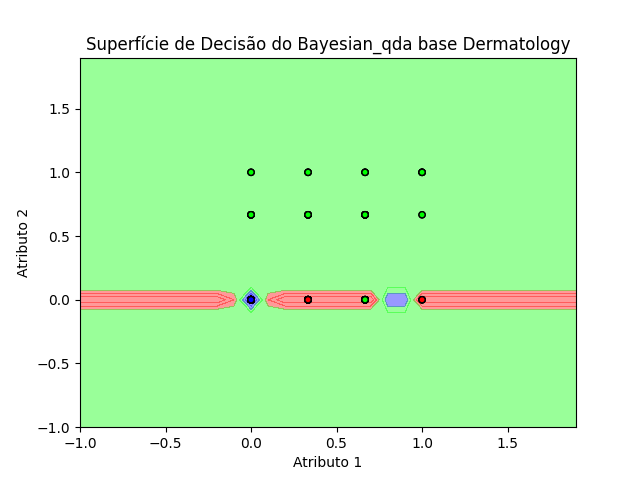 Superfície de Decisão do Bayesian_qda base Dermatology
1.5
1.0
0.5
0.0
−0.5
−1.0
−1.0 −0.5 0.0 0.5 1.0 1.5
Atributo 2
Atributo 1